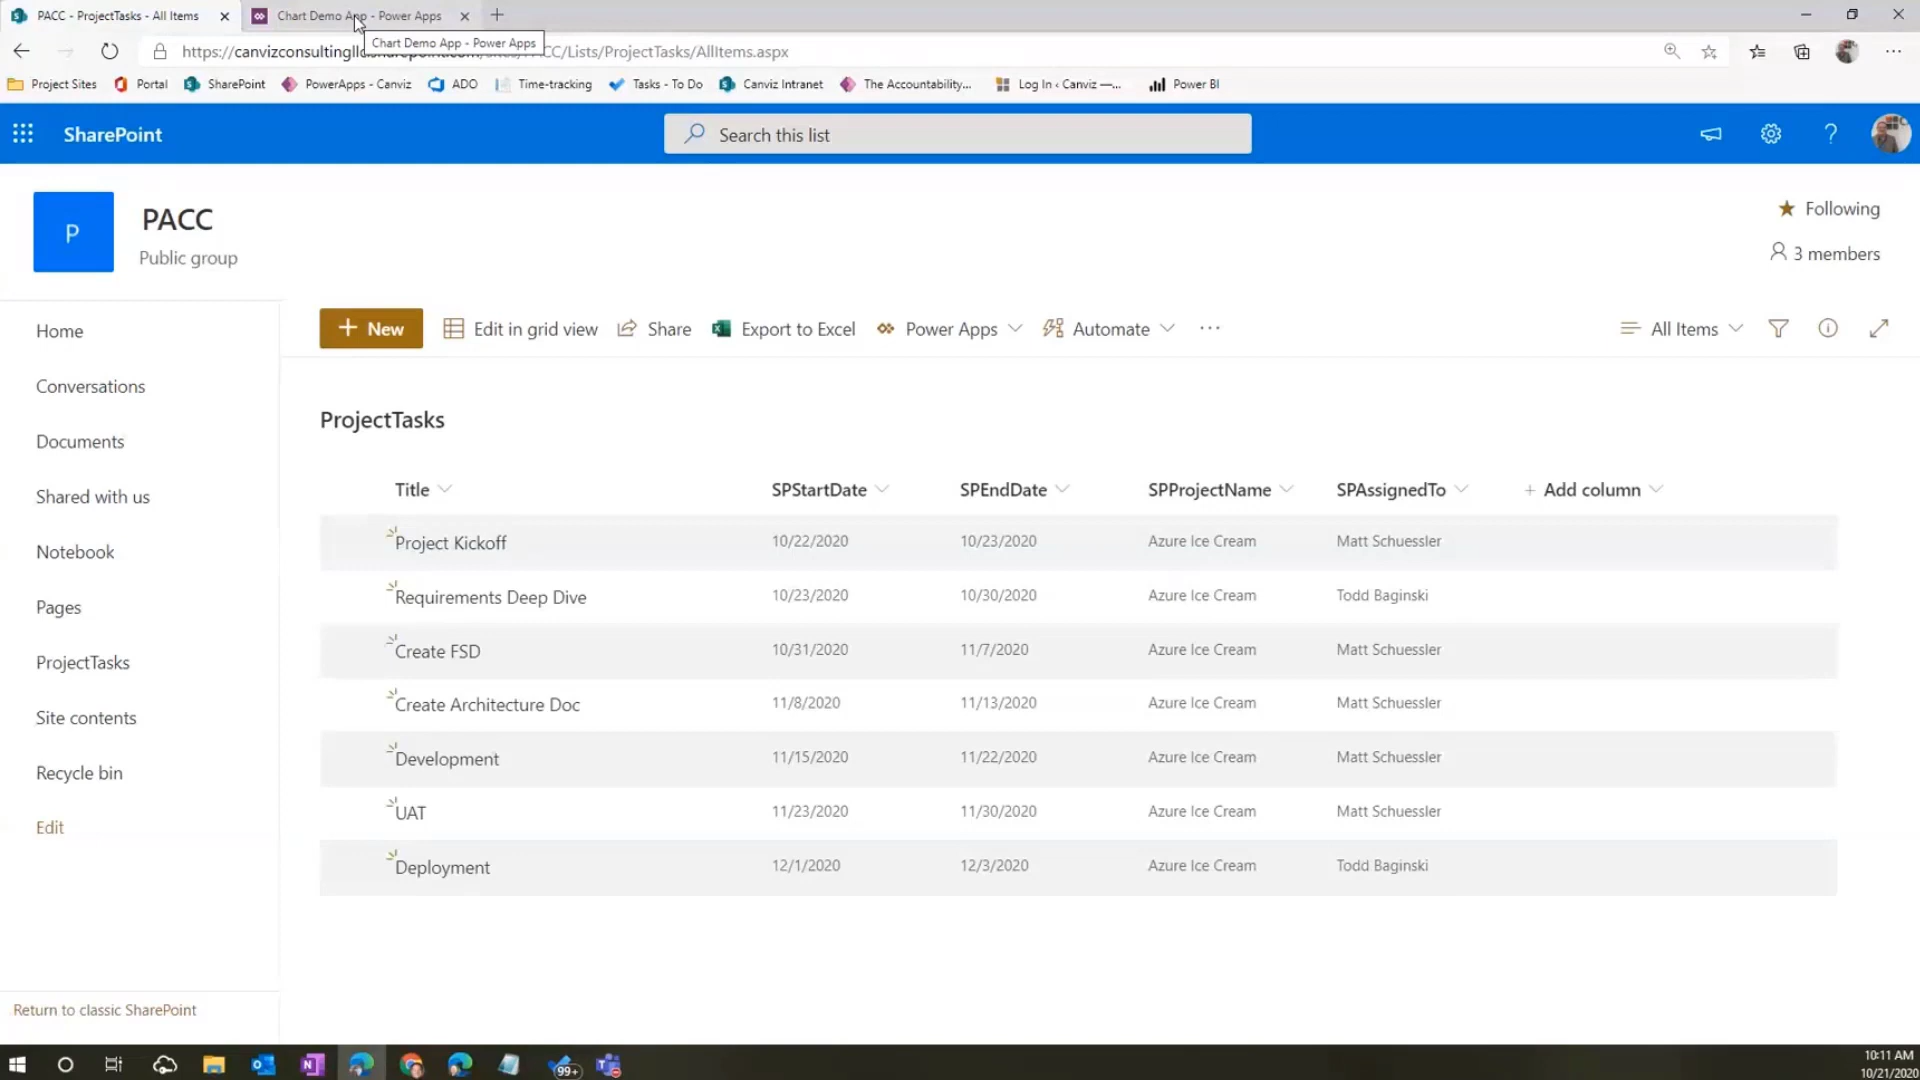 PACC - ProjectTasks - All Items
Chart Demo App - Power Apps
Chart Demo App - Power Apps
https://canvizconsultingll CC/Lists/ProjectTasks/AllItems.aspx
Project Sites
Portal
SharePoint
PowerApps - Canviz
ADO
Time-tracking
Tasks - To Do
Canviz Intranet
The Accountability...
Log In ‹ Canviz —...
Power BI
SharePoint
Search this list
P
PACC
Public group
Following
3 members
Home
Conversations
Documents
Shared with us
Notebook
Pages
ProjectTasks
Site contents
Recycle bin
Edit
Return to classic SharePoint
+ New
Edit in grid view
Share
Export to Excel
Power Apps
Automate
...
All Items
ProjectTasks
Title SPStartDate SPEndDate SPProjectName SPAssignedTo + Add column
Project Kickoff 10/22/2020 10/23/2020 Azure Ice Cream Matt Schuessler
Requirements Deep Dive 10/23/2020 10/30/2020 Azure Ice Cream Todd Baginski
Create FSD 10/31/2020 11/7/2020 Azure Ice Cream Matt Schuessler
Create Architecture Doc 11/8/2020 11/13/2020 Azure Ice Cream Matt Schuessler
Development 11/15/2020 11/22/2020 Azure Ice Cream Matt Schuessler
UAT 11/23/2020 11/30/2020 Azure Ice Cream Matt Schuessler
Deployment 12/1/2020 12/3/2020 Azure Ice Cream Todd Baginski
99+
10:11 AM
10/21/2020